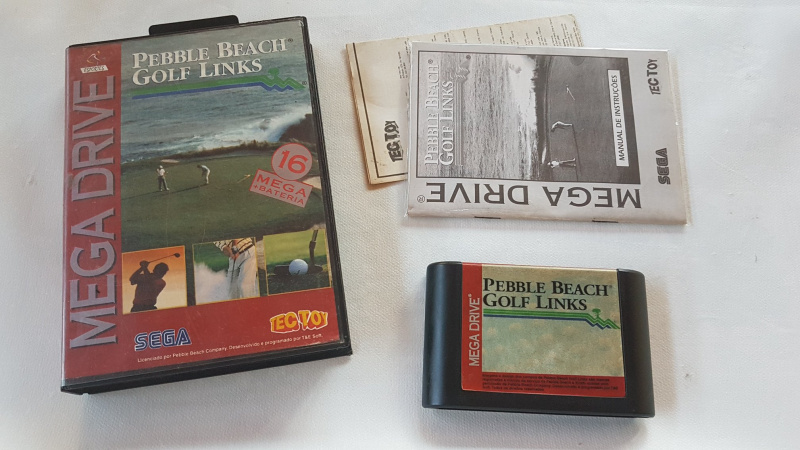 PEBBLE BEACH®
GOLF LINKS
MEGA DRIVE
16
MEGA
+BATERIA
SEGA
TEC TOY
Licenciado por Pebble Beach Company. Desenvolvido e programado por T&E Soft.
TEC TOY
PEBBLE BEACH
GOLF LINKS
MANUAL DE INSTRUÇÕES
MEGA DRIVE®
SEGA
TEC TOY
PEBBLE BEACH®
GOLF LINKS
MEGA DRIVE®